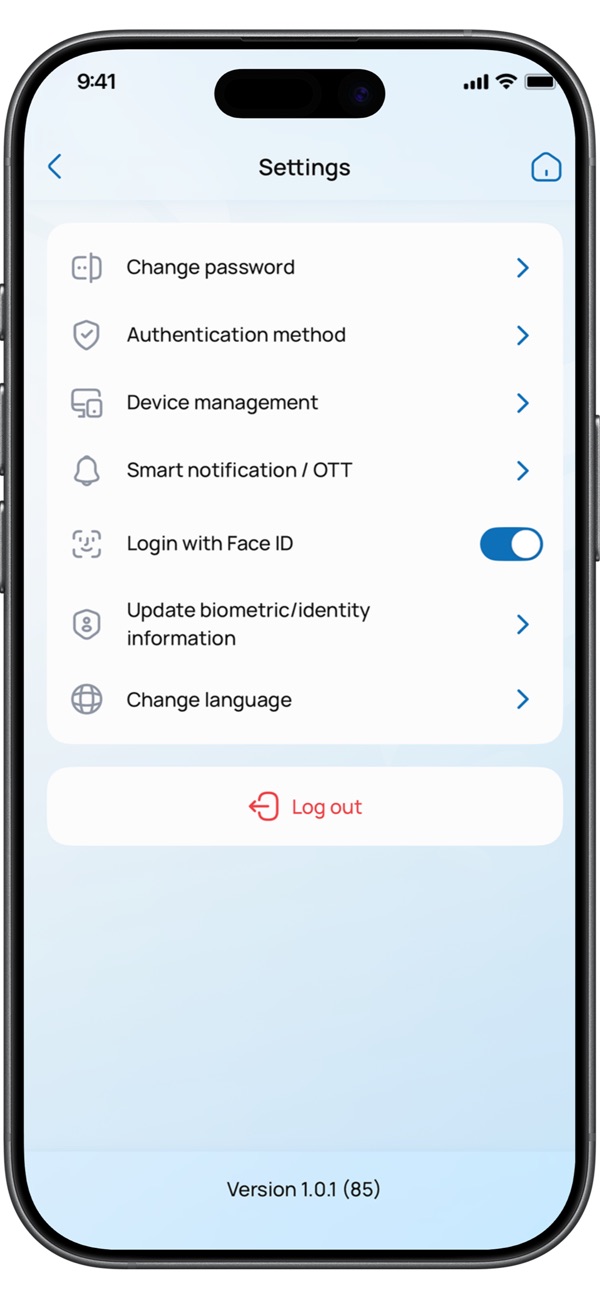 9:41
Settings
Change password
Authentication method
Device management
Smart notification / OTT
Login with Face ID
Update biometric/identity
information
Change language
Log out
Version 1.0.1 (85)